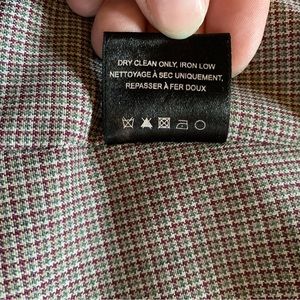 DRY CLEAN ONLY, IRON LOW
NETTOYAGE À SEC UNIQUEMENT,
REPASSER À FER DOUX